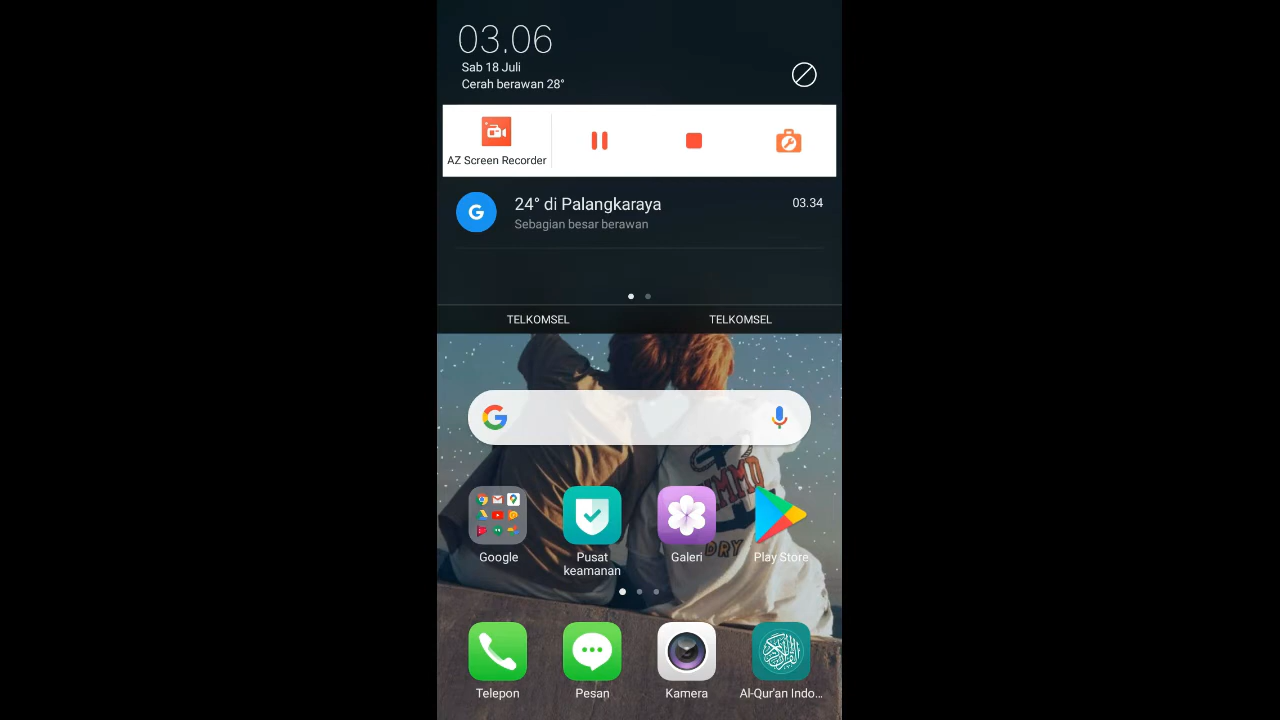 03.06
Sab 18 Juli
Cerah berawan 28°
AZ Screen Recorder
24° di Palangkaraya
03.34
Sebagian besar berawan
TELKOMSEL
TELKOMSEL
DRY
Google
Pusat
keamanan
Galeri
Play Store
Telepon
Pesan
Kamera
Al-Qur'an Indo...